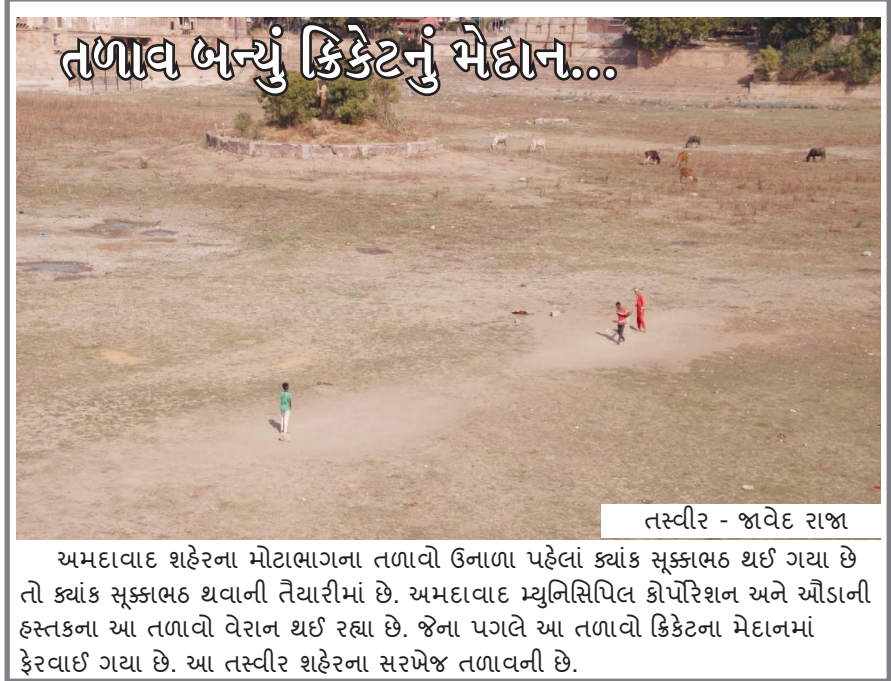 તળાવ બન્યું ક્રિકેટનું મેદાન...
તસ્વીર - જાવેદ રાજા
અમદાવાદ શહેરના મોટાભાગના તળાવો ઉનાળા પહેલાં ક્યાંક સૂક્કાભઠ થઈ ગયા છે
તો ક્યાંક સૂક્કાભઠ થવાની તૈયારીમાં છે. અમદાવાદ મ્યુનિસિપિલ કોર્પોરેશન અને ઔડાની
હસ્તકના આ તળાવો વેરાન થઈ રહ્યા છે. જેના પગલે આ તળાવો ક્રિકેટના મેદાનમાં
ફેરવાઈ ગયા છે. આ તસ્વીર શહેરના સરખેજ તળાવની છે.